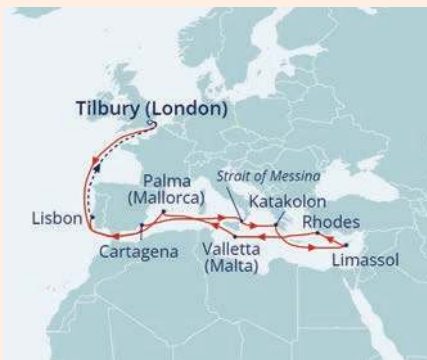 Tilbury (London)
Strait of Messina
Palma
(Mallorca)
Katakolon
Rhodes
Lisbon
Cartagena
Valletta
(Malta)
Limassol